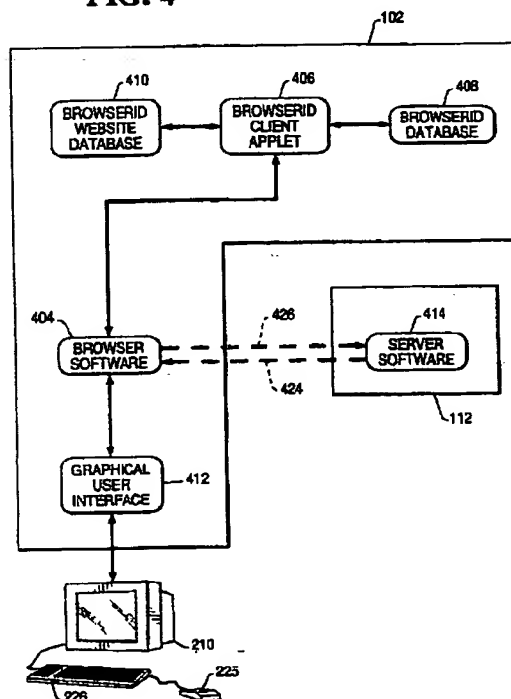 FIG. 4
102
410
406
408
BROWSERID
WEBSITE
DATABASE
BROWSERID
CLIENT
APPLET
BROWSERID
DATABASE
404
BROWSER
SOFTWARE
426
424
414
SERVER
SOFTWARE
112
GRAPHICAL
USER
INTERFACE
412
210
226
225